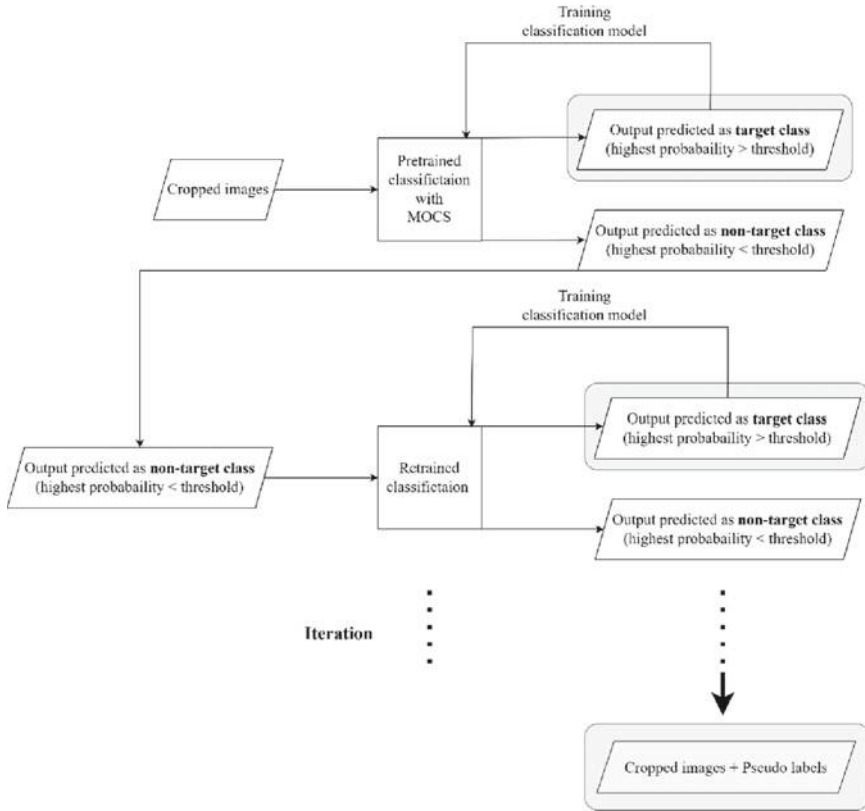 Training
classification model
Output predicted as target class
(highest probabaility > threshold)
Cropped images
Pretrained
classifictaion
with
MOCS
Output predicted as non-target class
(highest probabaility < threshold)
Training
classification model
Output predicted as target class
(highest probabaility > threshold)
Output predicted as non-target class
(highest probabaility < threshold)
Retrained
classifictaion
Output predicted as non-target class
(highest probabaility < threshold)
Iteration
Cropped images + Pseudo labels